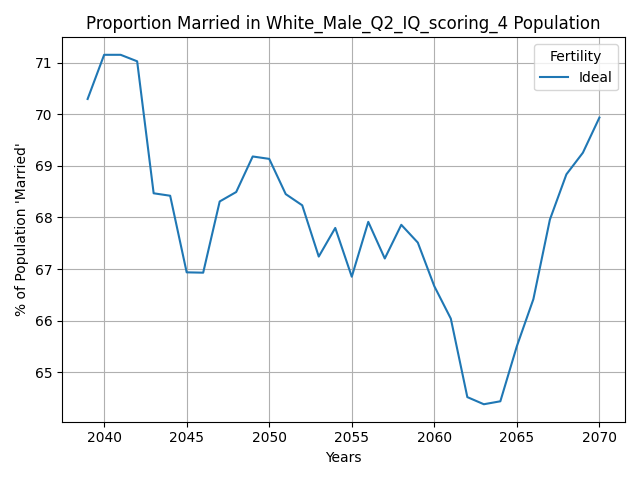 Proportion Married in White_Male_Q2_IQ_scoring_4 Population
Fertility
Ideal
% of Population 'Married'
71
70
69
68
67
66
65
2040 2045 2050 2055 2060 2065 2070
Years